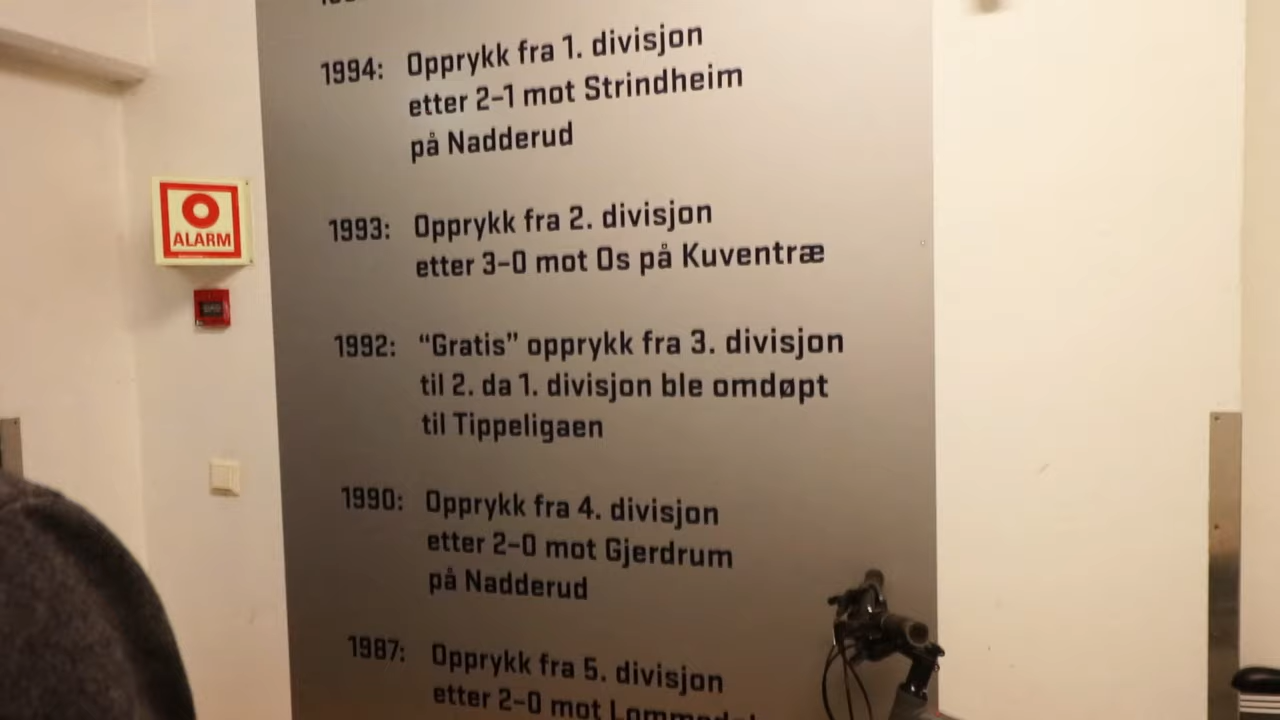 1994: Opprykk fra 1. divisjon
etter 2–1 mot Strindheim
på Nadderud
ALARM
1993: Opprykk fra 2. divisjon
etter 3–0 mot Os på Kuventræ
1992: “Gratis” opprykk fra 3. divisjon
til 2. da 1. divisjon ble omdøpt
til Tippeligaen
1990: Opprykk fra 4. divisjon
etter 2–0 mot Gjerdrum
på Nadderud
1987: Opprykk fra 5. divisjon
etter 2–0 mot